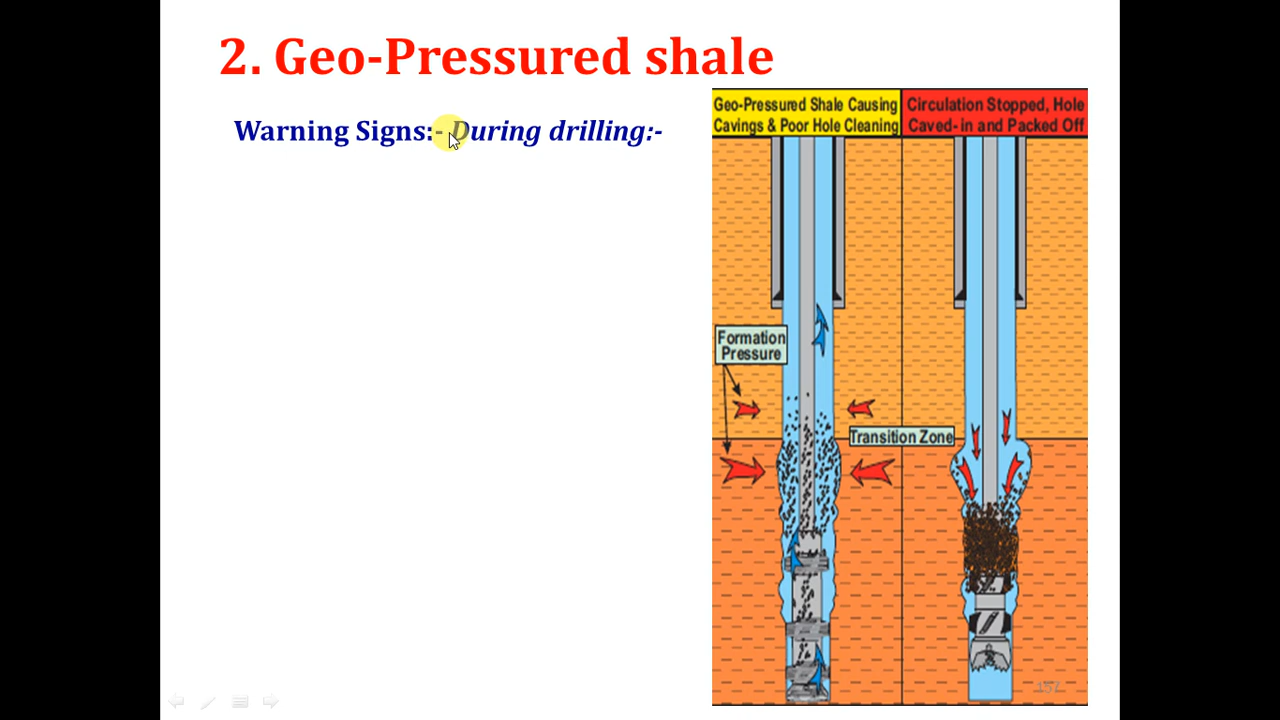 2. Geo-Pressured shale
Warning Signs:- During drilling:-
Geo-Pressured Shale Causing
Cavings & Poor Hole Cleaning
Circulation Stopped, Hole
Caved-in and Packed Off
Formation
Pressure
Transition Zone
157